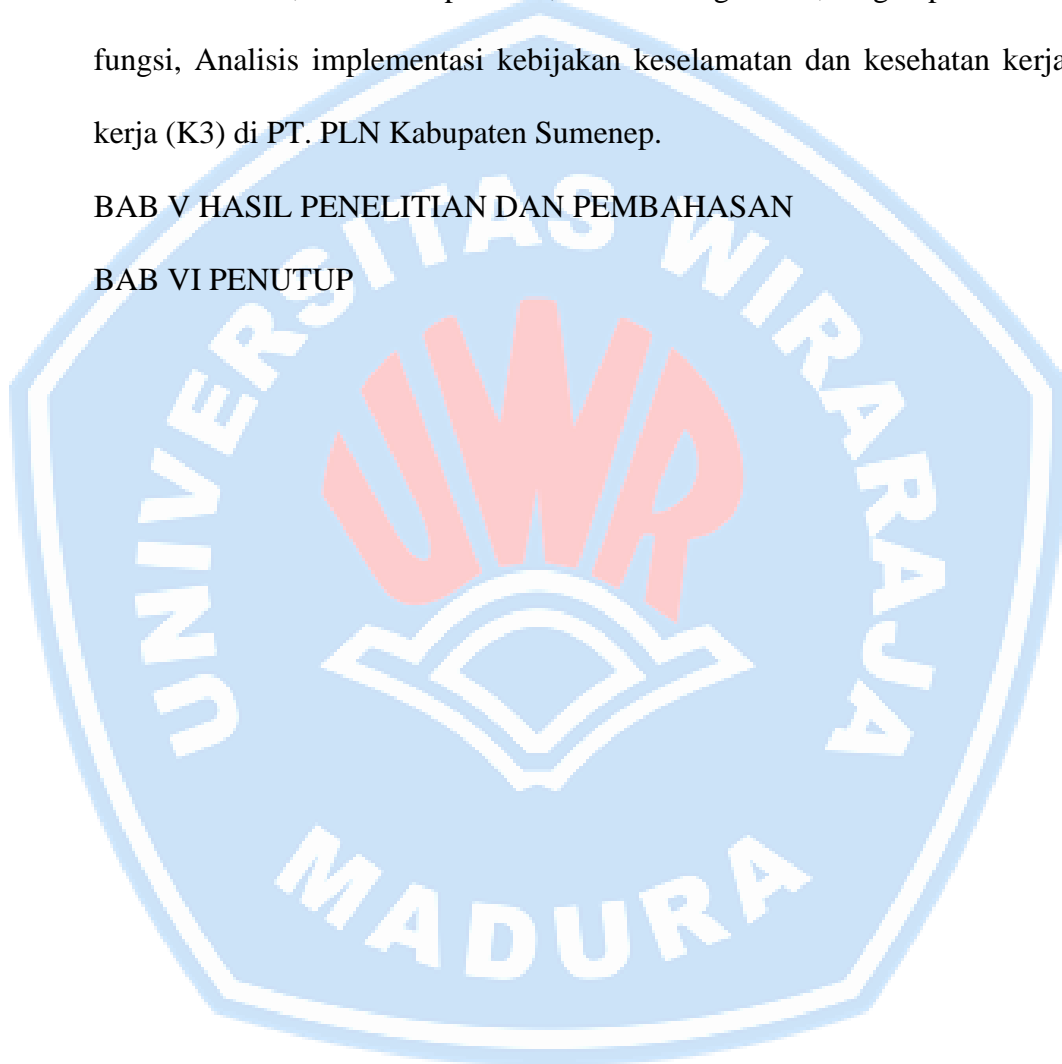 fungsi, Analisis implementasi kebijakan keselamatan dan kesehatan kerja
kerja (K3) di PT. PLN Kabupaten Sumenep.
BAB V HASIL PENELITIAN DAN PEMBAHASAN
BAB VI PENUTUP
UNIVERSITAS WIRARAJA
UWR
MADURA